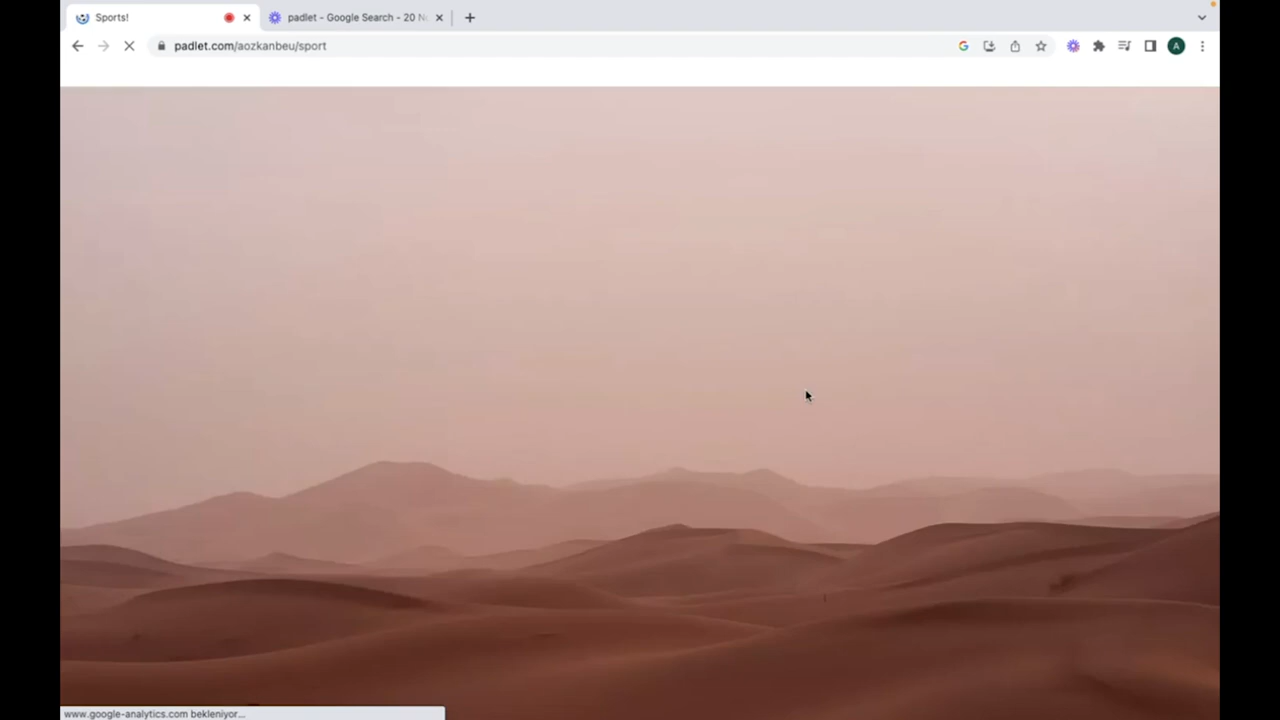 Sports!
padlet - Google Search - 20 N
padlet.com/aozkanbeu/sport
G
A
www.google-analytics.com bekleniyor...